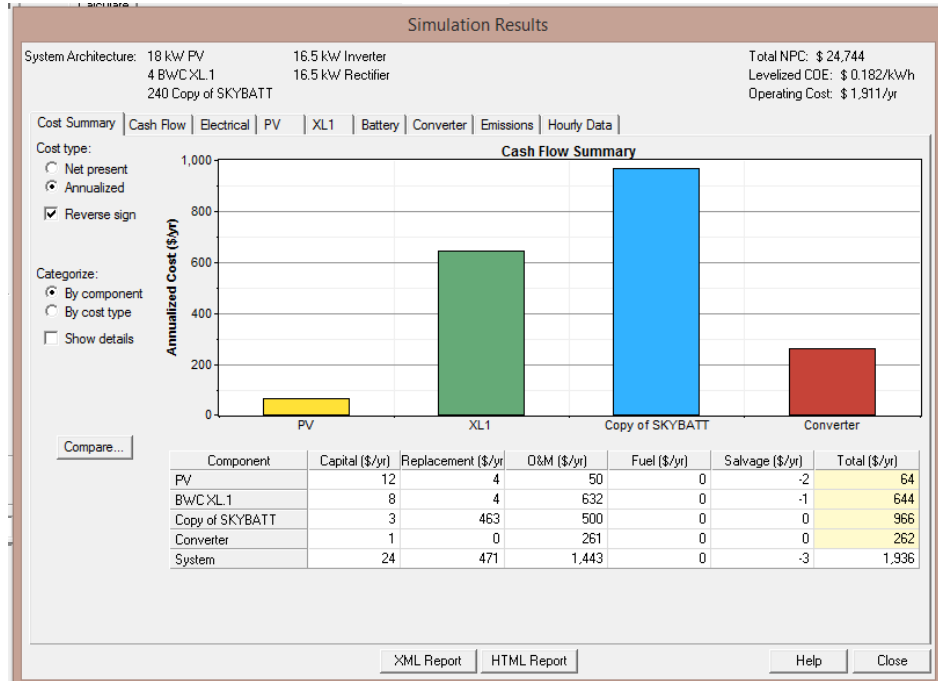 Calculate
Simulation Results
System Architecture: 18 kW PV 16.5 kW Inverter Total NPC: $ 24,744
4 BWC XL.1 16.5 kW Rectifier Levelized COE: $ 0.182/kWh
240 Copy of SKYBATT Operating Cost: $ 1,911/yr
Cost Summary Cash Flow Electrical PV XL1 Battery Converter Emissions Hourly Data
Cost type:
Net present
Annualized
Reverse sign
Categorize:
By component
By cost type
Show details
Compare...
Cash Flow Summary
Annualized Cost ($/yr)
1,000
800
600
400
200
0
PV XL1 Copy of SKYBATT Converter
Component Capital ($/yr) Replacement ($/yr O&M ($/yr) Fuel ($/yr) Salvage ($/yr) Total ($/yr)
PV 12 4 50 0 -2 64
BWC XL.1 8 4 632 0 -1 644
Copy of SKYBATT 3 463 500 0 0 966
Converter 1 0 261 0 0 262
System 24 471 1,443 0 -3 1,936
XML Report HTML Report Help Close